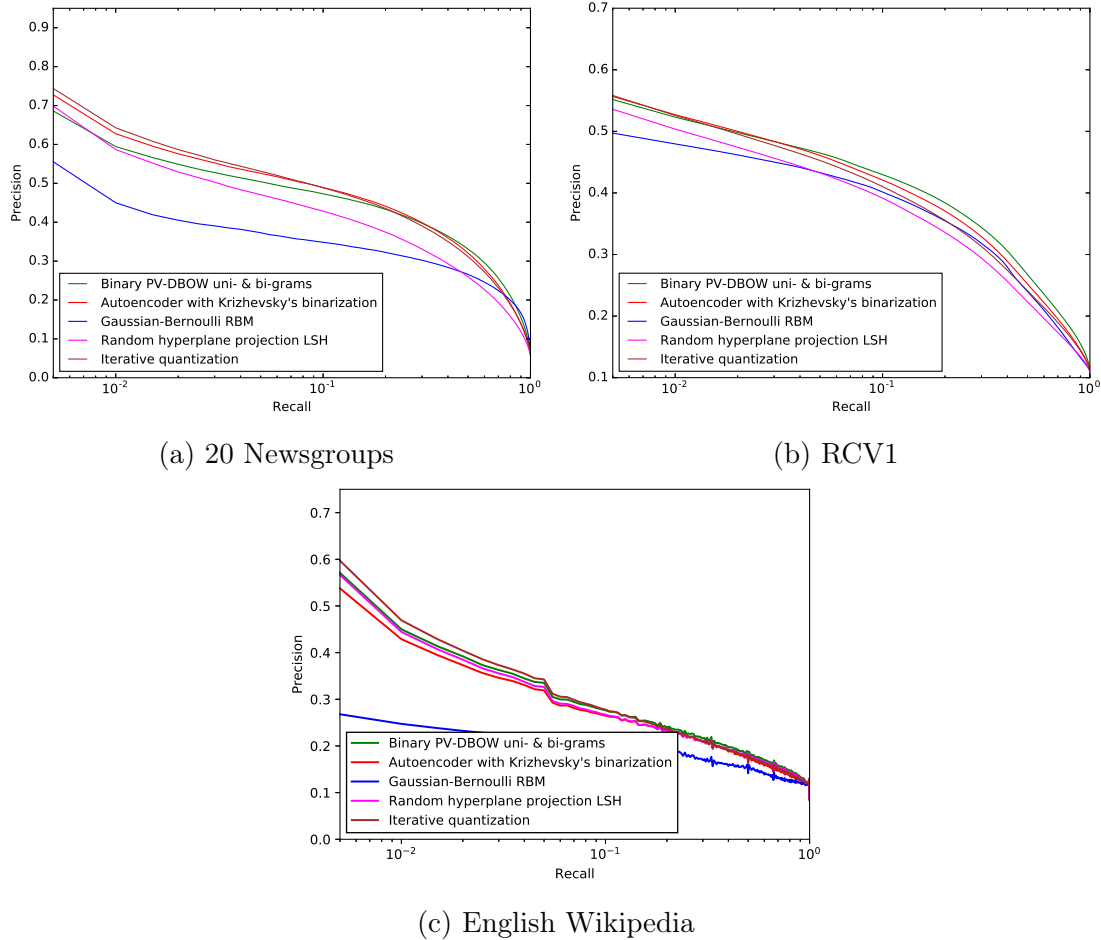 0.9
0.8
0.7
0.6
0.5
0.4
0.3
0.2
0.1
0.0
Precision
Binary PV-DBOW uni- & bi-grams
Autoencoder with Krizhevsky's binarization
Gaussian-Bernoulli RBM
Random hyperplane projection LSH
Iterative quantization
10⁻² 10⁻¹ 10⁰
Recall
(a) 20 Newsgroups
0.7
0.6
0.5
0.4
0.3
0.2
0.1
Precision
Binary PV-DBOW uni- & bi-grams
Autoencoder with Krizhevsky's binarization
Gaussian-Bernoulli RBM
Random hyperplane projection LSH
Iterative quantization
10⁻² 10⁻¹ 10⁰
Recall
(b) RCV1
0.7
0.6
0.5
0.4
0.3
0.2
0.1
0.0
Precision
Binary PV-DBOW uni- & bi-grams
Autoencoder with Krizhevsky's binarization
Gaussian-Bernoulli RBM
Random hyperplane projection LSH
Iterative quantization
10⁻² 10⁻¹ 10⁰
Recall
(c) English Wikipedia